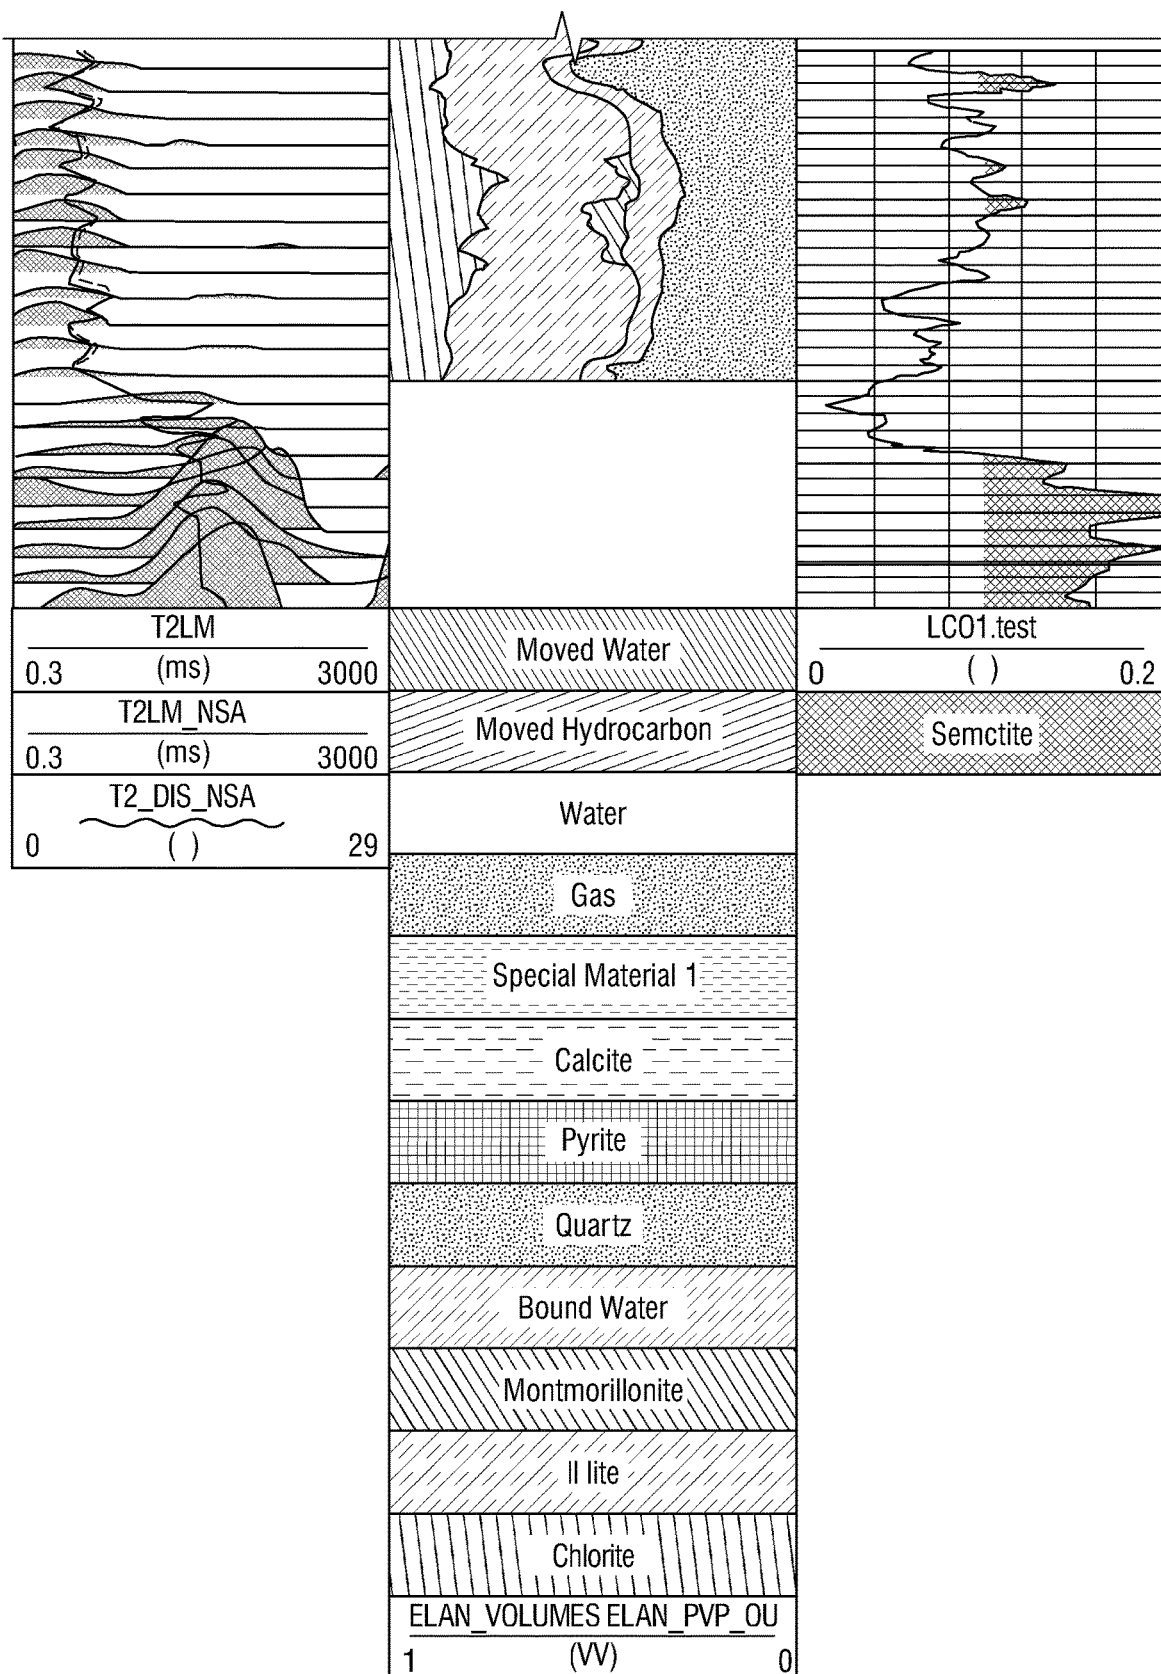 T2LM
0.3 (ms) 3000
T2LM_NSA
0.3 (ms) 3000
T2_DIS_NSA
0 ( ) 29
Moved Water
Moved Hydrocarbon
Water
Gas
Special Material 1
Calcite
Pyrite
Quartz
Bound Water
Montmorillonite
Il lite
Chlorite
ELAN_VOLUMES ELAN_PVP_OU
1 (VV) 0
LCO1.test
0 ( ) 0.2
Semctite